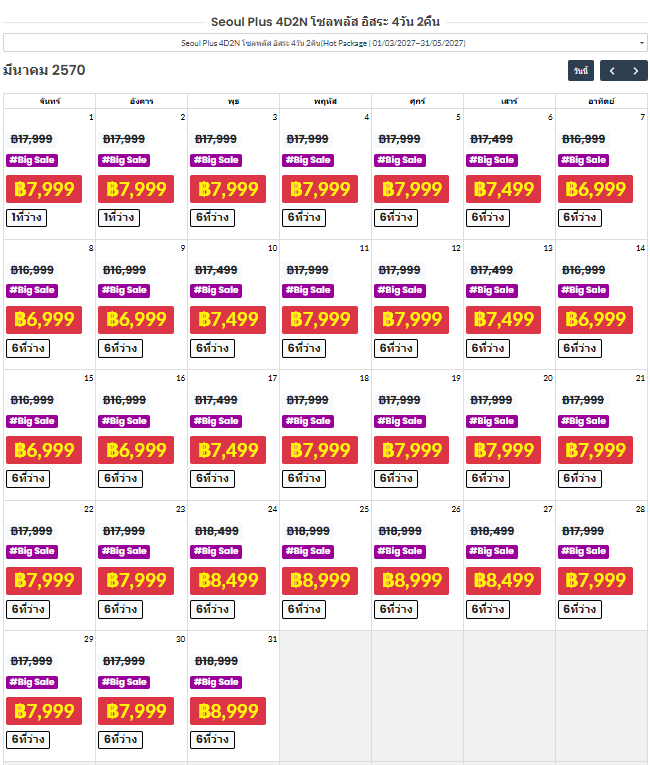 Seoul Plus 4D2N โซลพลัส อิสระ 4วัน 2คืน
Seoul Plus 4D2N โซลพลัส อิสระ 4วัน 2คืน(Hot Package | 01/03/2027-31/05/2027)
มีนาคม 2570
วันนี้
จันทร์ อังคาร พุธ พฤหัส ศุกร์ เสาร์ อาทิตย์
1 2 3 4 5 6 7
฿17,999 ฿17,999 ฿17,999 ฿17,999 ฿17,999 ฿17,499 ฿16,999
#Big Sale #Big Sale #Big Sale #Big Sale #Big Sale #Big Sale #Big Sale
฿7,999 ฿7,999 ฿7,999 ฿7,999 ฿7,999 ฿7,499 ฿6,999
1ที่ว่าง 1ที่ว่าง 6ที่ว่าง 6ที่ว่าง 6ที่ว่าง 6ที่ว่าง 6ที่ว่าง
8 9 10 11 12 13 14
฿16,999 ฿16,999 ฿17,499 ฿17,999 ฿17,999 ฿17,499 ฿16,999
#Big Sale #Big Sale #Big Sale #Big Sale #Big Sale #Big Sale #Big Sale
฿6,999 ฿6,999 ฿7,499 ฿7,999 ฿7,999 ฿7,499 ฿6,999
6ที่ว่าง 6ที่ว่าง 6ที่ว่าง 6ที่ว่าง 6ที่ว่าง 6ที่ว่าง 6ที่ว่าง
15 16 17 18 19 20 21
฿16,999 ฿16,999 ฿17,499 ฿17,999 ฿17,999 ฿17,999 ฿17,999
#Big Sale #Big Sale #Big Sale #Big Sale #Big Sale #Big Sale #Big Sale
฿6,999 ฿6,999 ฿7,499 ฿7,999 ฿7,999 ฿7,999 ฿7,999
6ที่ว่าง 6ที่ว่าง 6ที่ว่าง 6ที่ว่าง 6ที่ว่าง 6ที่ว่าง 6ที่ว่าง
22 23 24 25 26 27 28
฿17,999 ฿17,999 ฿18,499 ฿18,999 ฿18,999 ฿18,499 ฿17,999
#Big Sale #Big Sale #Big Sale #Big Sale #Big Sale #Big Sale #Big Sale
฿7,999 ฿7,999 ฿8,499 ฿8,999 ฿8,999 ฿8,499 ฿7,999
6ที่ว่าง 6ที่ว่าง 6ที่ว่าง 6ที่ว่าง 6ที่ว่าง 6ที่ว่าง 6ที่ว่าง
29 30 31
฿17,999 ฿17,999 ฿18,999
#Big Sale #Big Sale #Big Sale
฿7,999 ฿7,999 ฿8,999
6ที่ว่าง 6ที่ว่าง 6ที่ว่าง